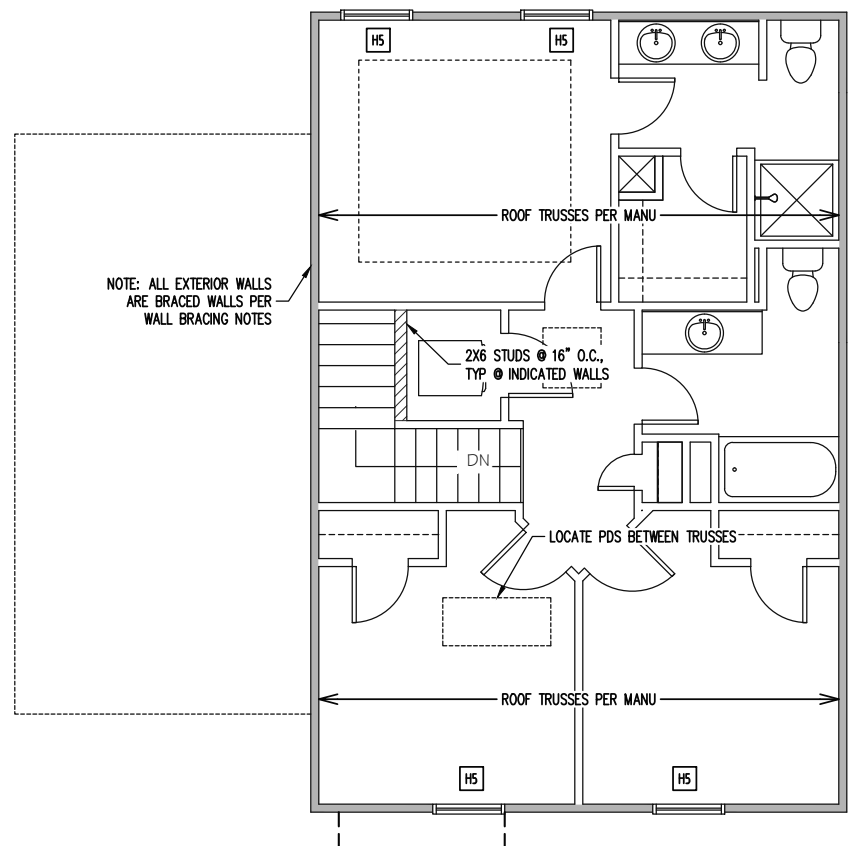 H5
H5
ROOF TRUSSES PER MANU
NOTE: ALL EXTERIOR WALLS
ARE BRACED WALLS PER
WALL BRACING NOTES
2X6 STUDS @ 16" O.C.,
TYP @ INDICATED WALLS
DN
LOCATE PDS BETWEEN TRUSSES
ROOF TRUSSES PER MANU
H5
H5